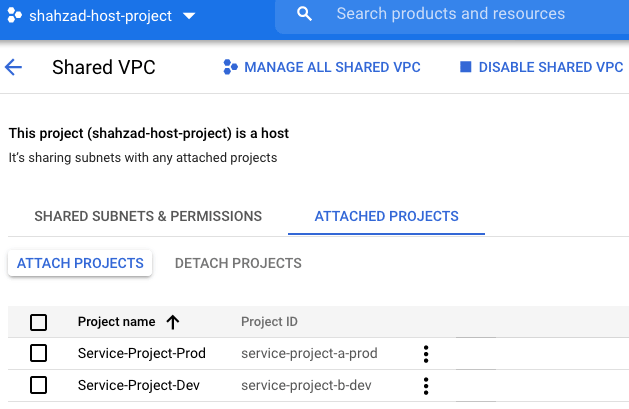 shahzad-host-project Search products and resources
Shared VPC MANAGE ALL SHARED VPC DISABLE SHARED VPC
This project (shahzad-host-project) is a host
It's sharing subnets with any attached projects
SHARED SUBNETS & PERMISSIONS ATTACHED PROJECTS
ATTACH PROJECTS DETACH PROJECTS
Project name Project ID
Service-Project-Prod service-project-a-prod
Service-Project-Dev service-project-b-dev